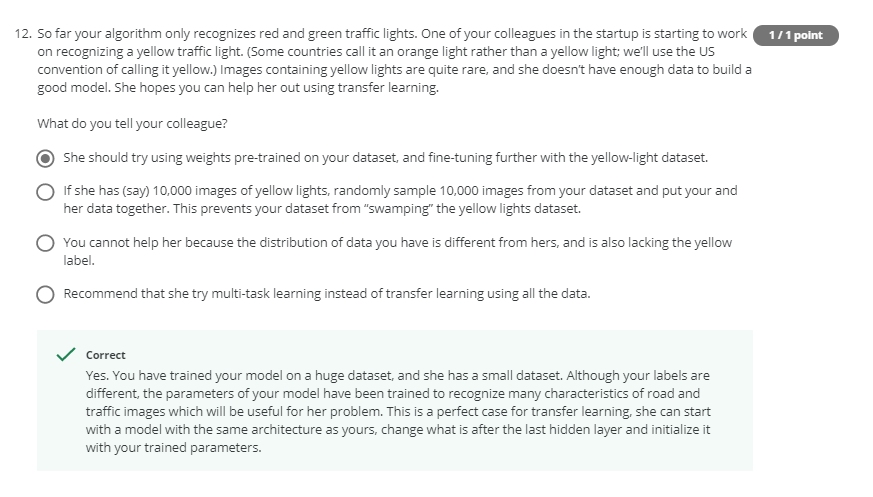 12. So far your algorithm only recognizes red and green traffic lights. One of your colleagues in the startup is starting to work
1 / 1 point
on recognizing a yellow traffic light. (Some countries call it an orange light rather than a yellow light; we'll use the US
convention of calling it yellow.) Images containing yellow lights are quite rare, and she doesn't have enough data to build a
good model. She hopes you can help her out using transfer learning.
What do you tell your colleague?
She should try using weights pre-trained on your dataset, and fine-tuning further with the yellow-light dataset.
If she has (say) 10,000 images of yellow lights, randomly sample 10,000 images from your dataset and put your and
her data together. This prevents your dataset from "swamping" the yellow lights dataset.
You cannot help her because the distribution of data you have is different from hers, and is also lacking the yellow
label.
Recommend that she try multi-task learning instead of transfer learning using all the data.
Correct
Yes. You have trained your model on a huge dataset, and she has a small dataset. Although your labels are
different, the parameters of your model have been trained to recognize many characteristics of road and
traffic images which will be useful for her problem. This is a perfect case for transfer learning, she can start
with a model with the same architecture as yours, change what is after the last hidden layer and initialize it
with your trained parameters.